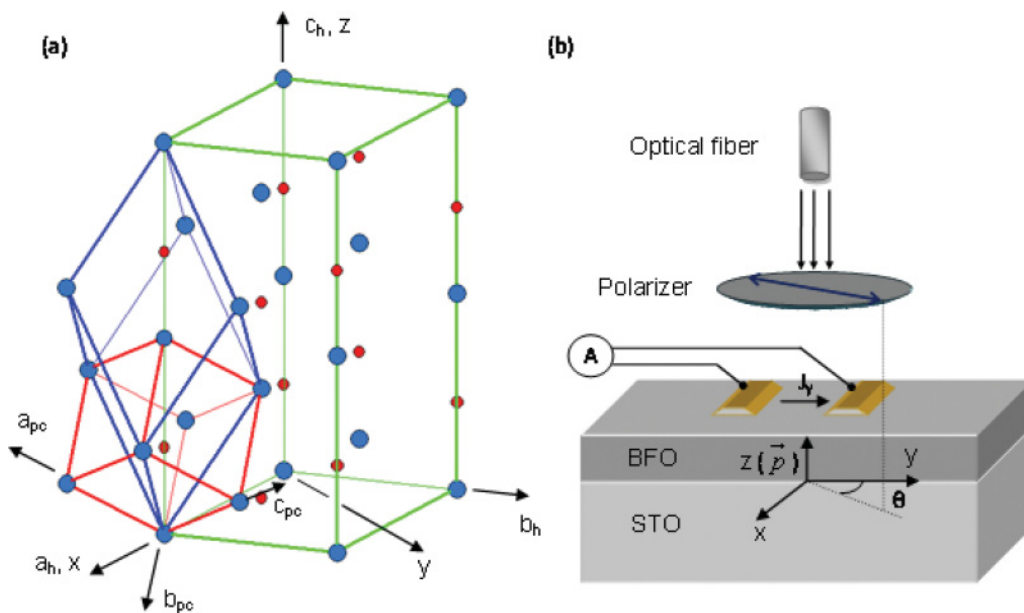 (a)
c_h, z
a_pc
c_pc
b_h
y
a_h, x
b_pc
(b)
Optical fiber
Polarizer
A
J_y
BFO
z(p⃗)
y
θ
STO
x